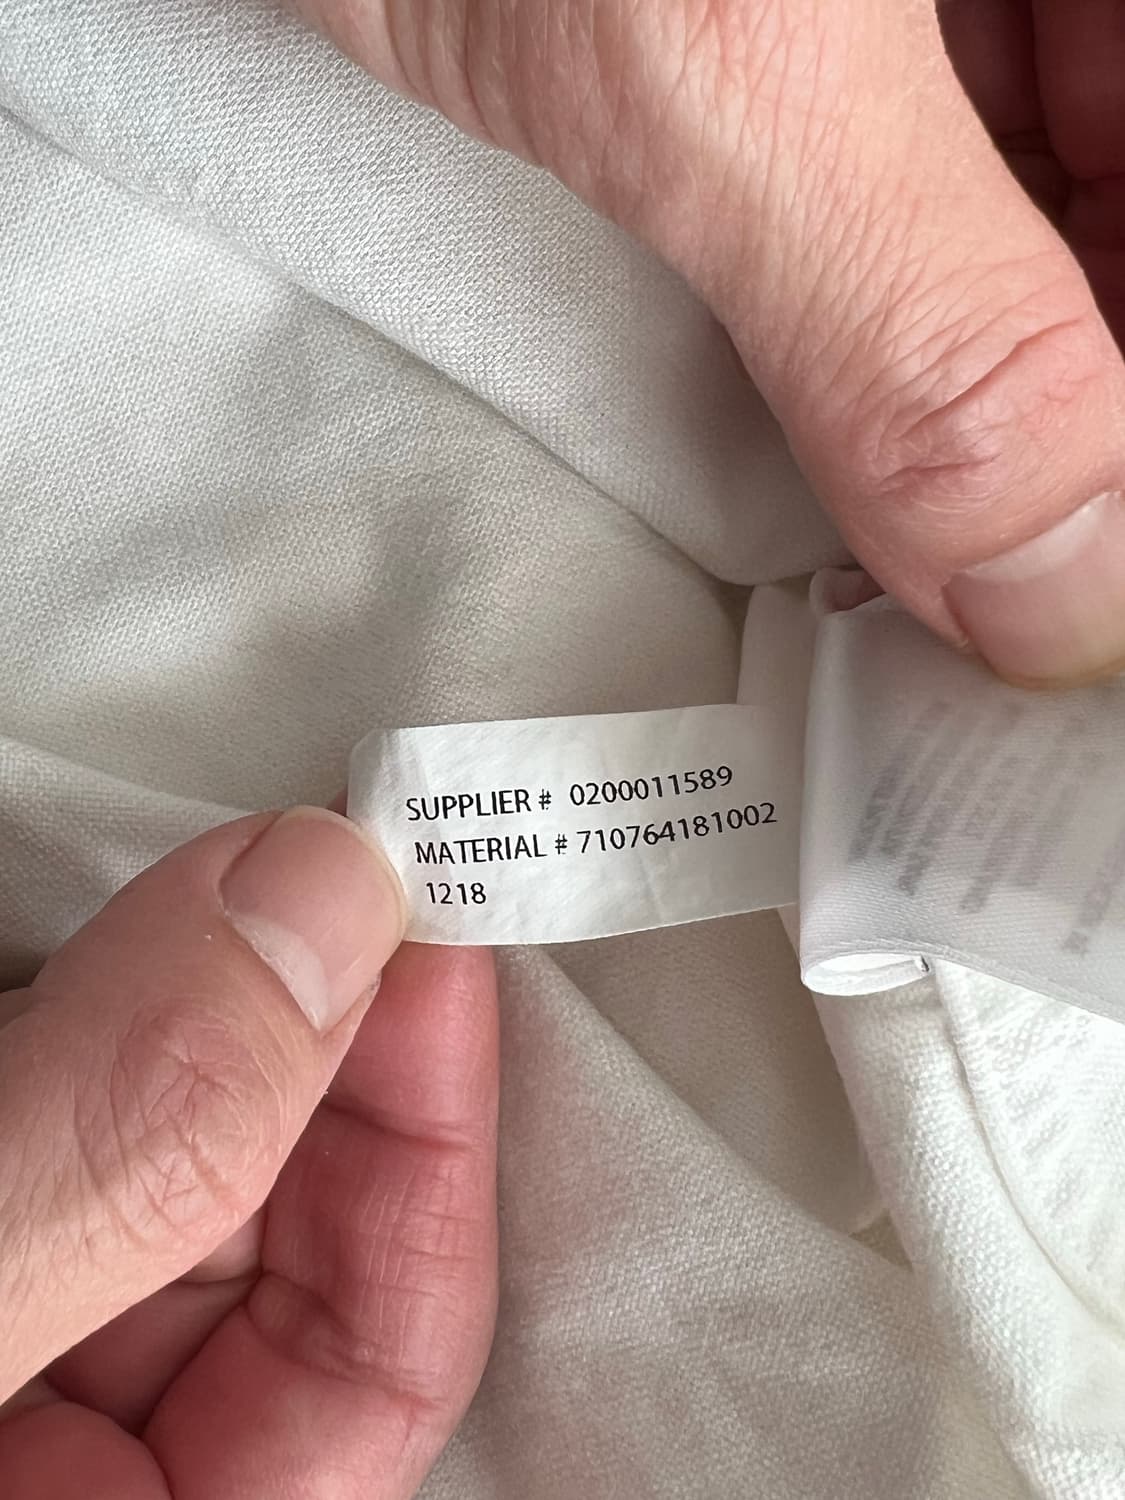 SUPPLIER # 0200011589
MATERIAL # 710764181002
1218